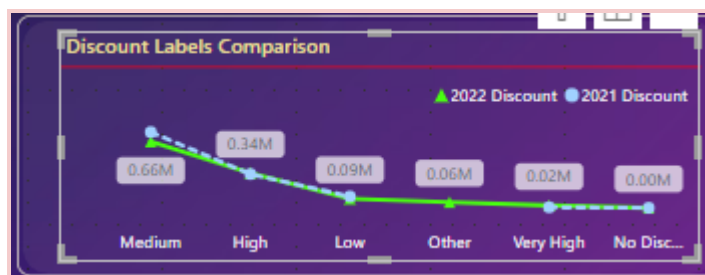 Discount Labels Comparison
2022 Discount 2021 Discount
0.34M
0.66M 0.09M 0.06M 0.02M 0.00M
Medium High Low Other Very High No Disc...